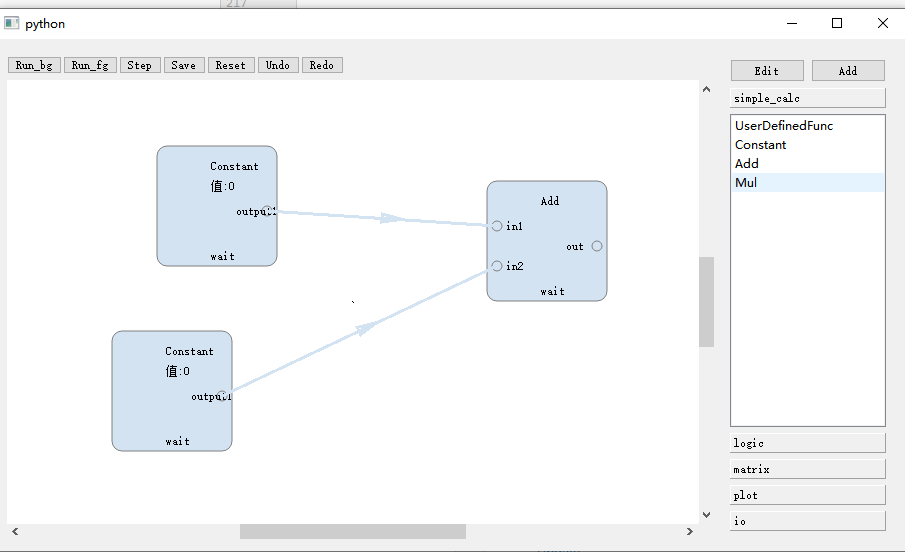 217
python
Run_bg Run_fg Step Save Reset Undo Redo
Edit Add
simple_calc
UserDefinedFunc
Constant
Add
Mul
logic
matrix
plot
io
Constant
值:0
output1
wait
Add
in1
out
in2
wait
Constant
值:0
output1
wait